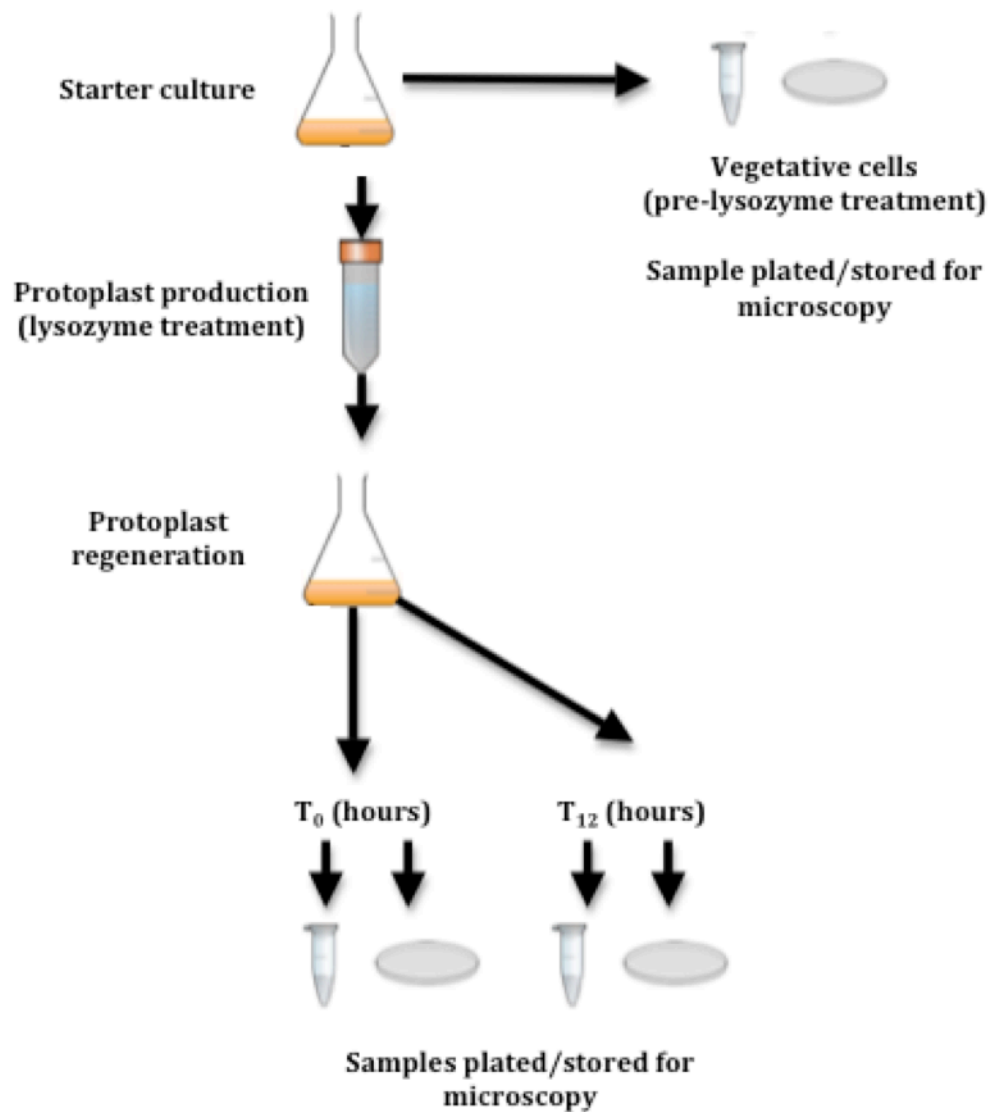 Starter culture
Vegetative cells
(pre-lysozyme treatment)
Sample plated/stored for
microscopy
Protoplast production
(lysozyme treatment)
Protoplast
regeneration
T₀ (hours)
T₁₂ (hours)
Samples plated/stored for
microscopy